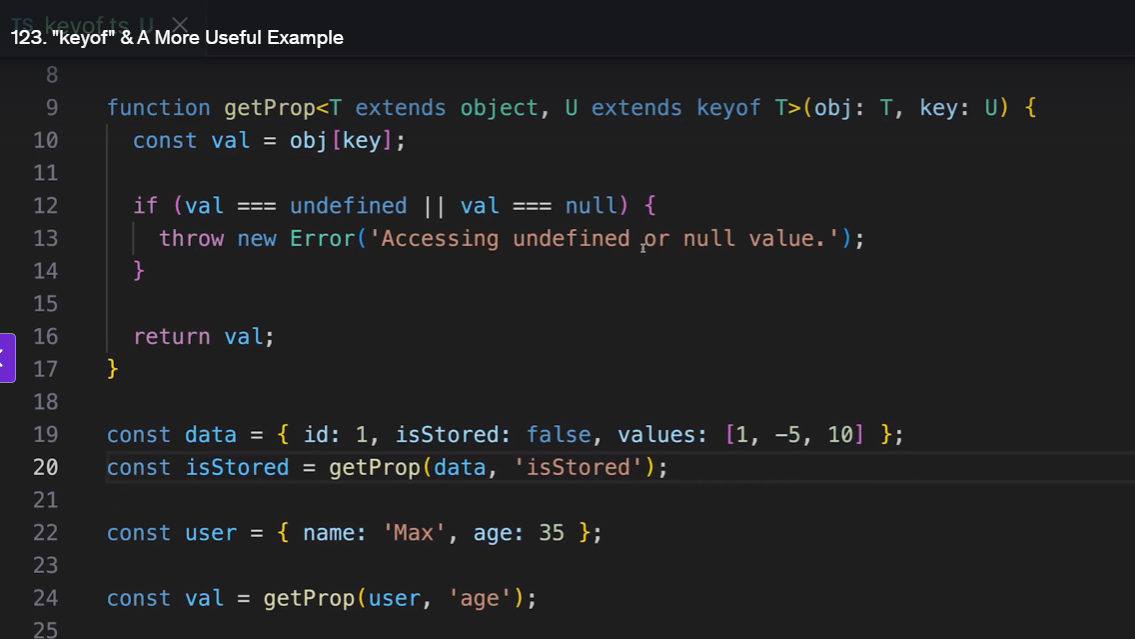 TS keyof.ts U ×
123. "keyof" & A More Useful Example
8
9 function getProp<T extends object, U extends keyof T>(obj: T, key: U) {
10 const val = obj[key];
11
12 if (val === undefined || val === null) {
13 throw new Error('Accessing undefined or null value.');
14 }
15
16 return val;
17 }
18
19 const data = { id: 1, isStored: false, values: [1, -5, 10] };
20 const isStored = getProp(data, 'isStored');
21
22 const user = { name: 'Max', age: 35 };
23
24 const val = getProp(user, 'age');
25